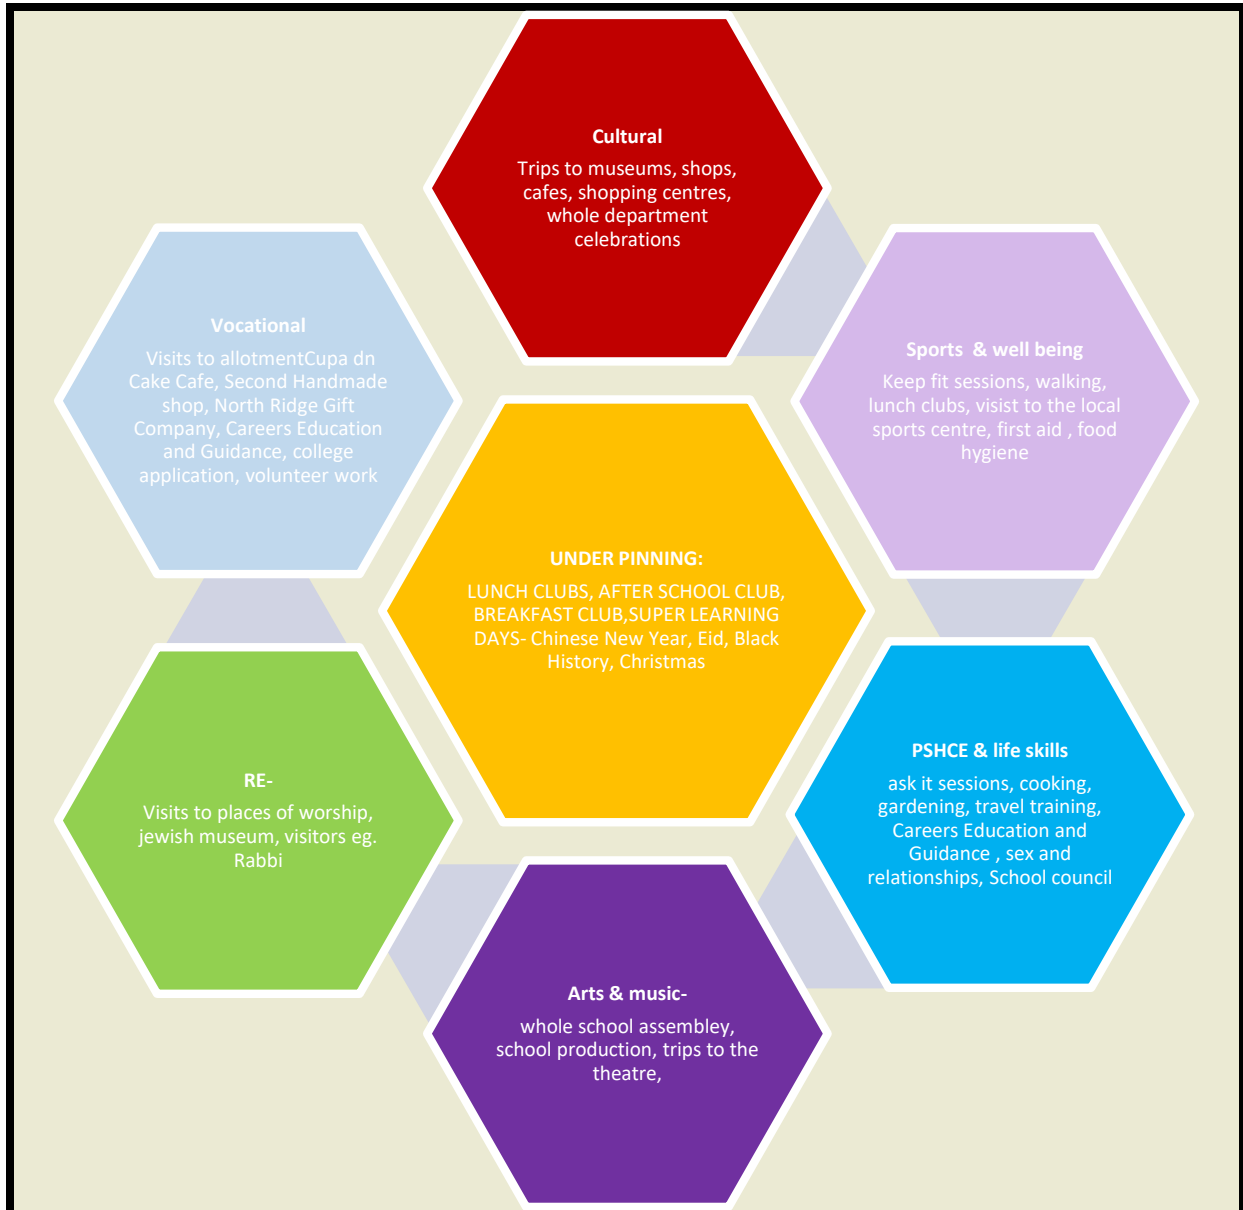 Cultural
Trips to museums, shops,
cafes, shopping centres,
whole department
celebrations
Vocational
Visits to allotmentCupa dn
Cake Cafe, Second Handmade
shop, North Ridge Gift
Company, Careers Education
and Guidance, college
application, volunteer work
Sports  & well being
Keep fit sessions, walking,
lunch clubs, visist to the local
sports centre, first aid , food
hygiene
UNDER PINNING:
LUNCH CLUBS, AFTER SCHOOL CLUB,
BREAKFAST CLUB,SUPER LEARNING
DAYS- Chinese New Year, Eid, Black
History, Christmas
RE-
Visits to places of worship,
jewish museum, visitors eg.
Rabbi
PSHCE & life skills
ask it sessions, cooking,
gardening, travel training,
Careers Education and
Guidance , sex and
relationships, School council
Arts & music-
whole school assembley,
school production, trips to the
theatre,